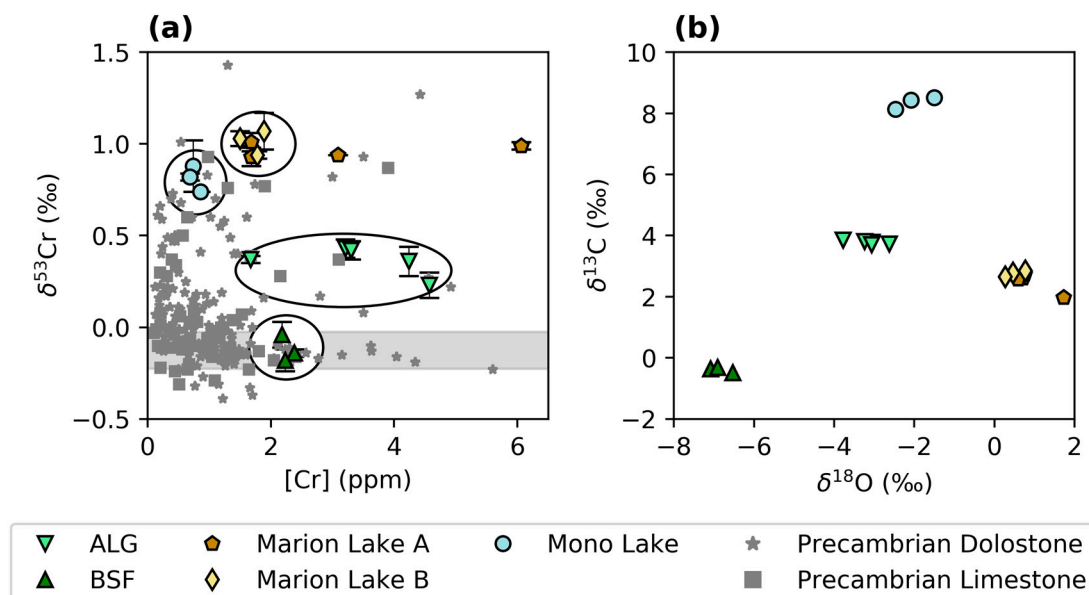 (a)
1.5
1.0
0.5
0.0
−0.5
δ⁵³Cr (‰)
0 2 4 6
[Cr] (ppm)
(b)
10
8
6
4
2
0
−2
δ¹³C (‰)
−8 −6 −4 −2 0 2
δ¹⁸O (‰)
ALG Marion Lake A Mono Lake Precambrian Dolostone
BSF Marion Lake B Precambrian Limestone